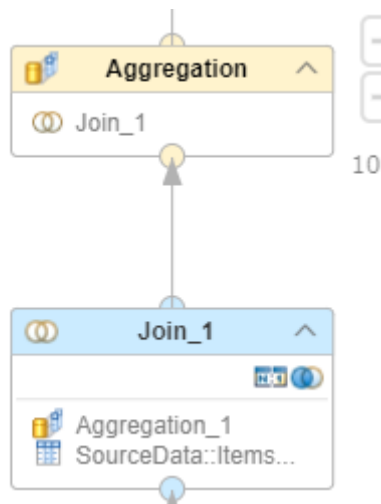 Aggregation
Join_1
10
Join_1
N:1
Aggregation_1
SourceData::Items...